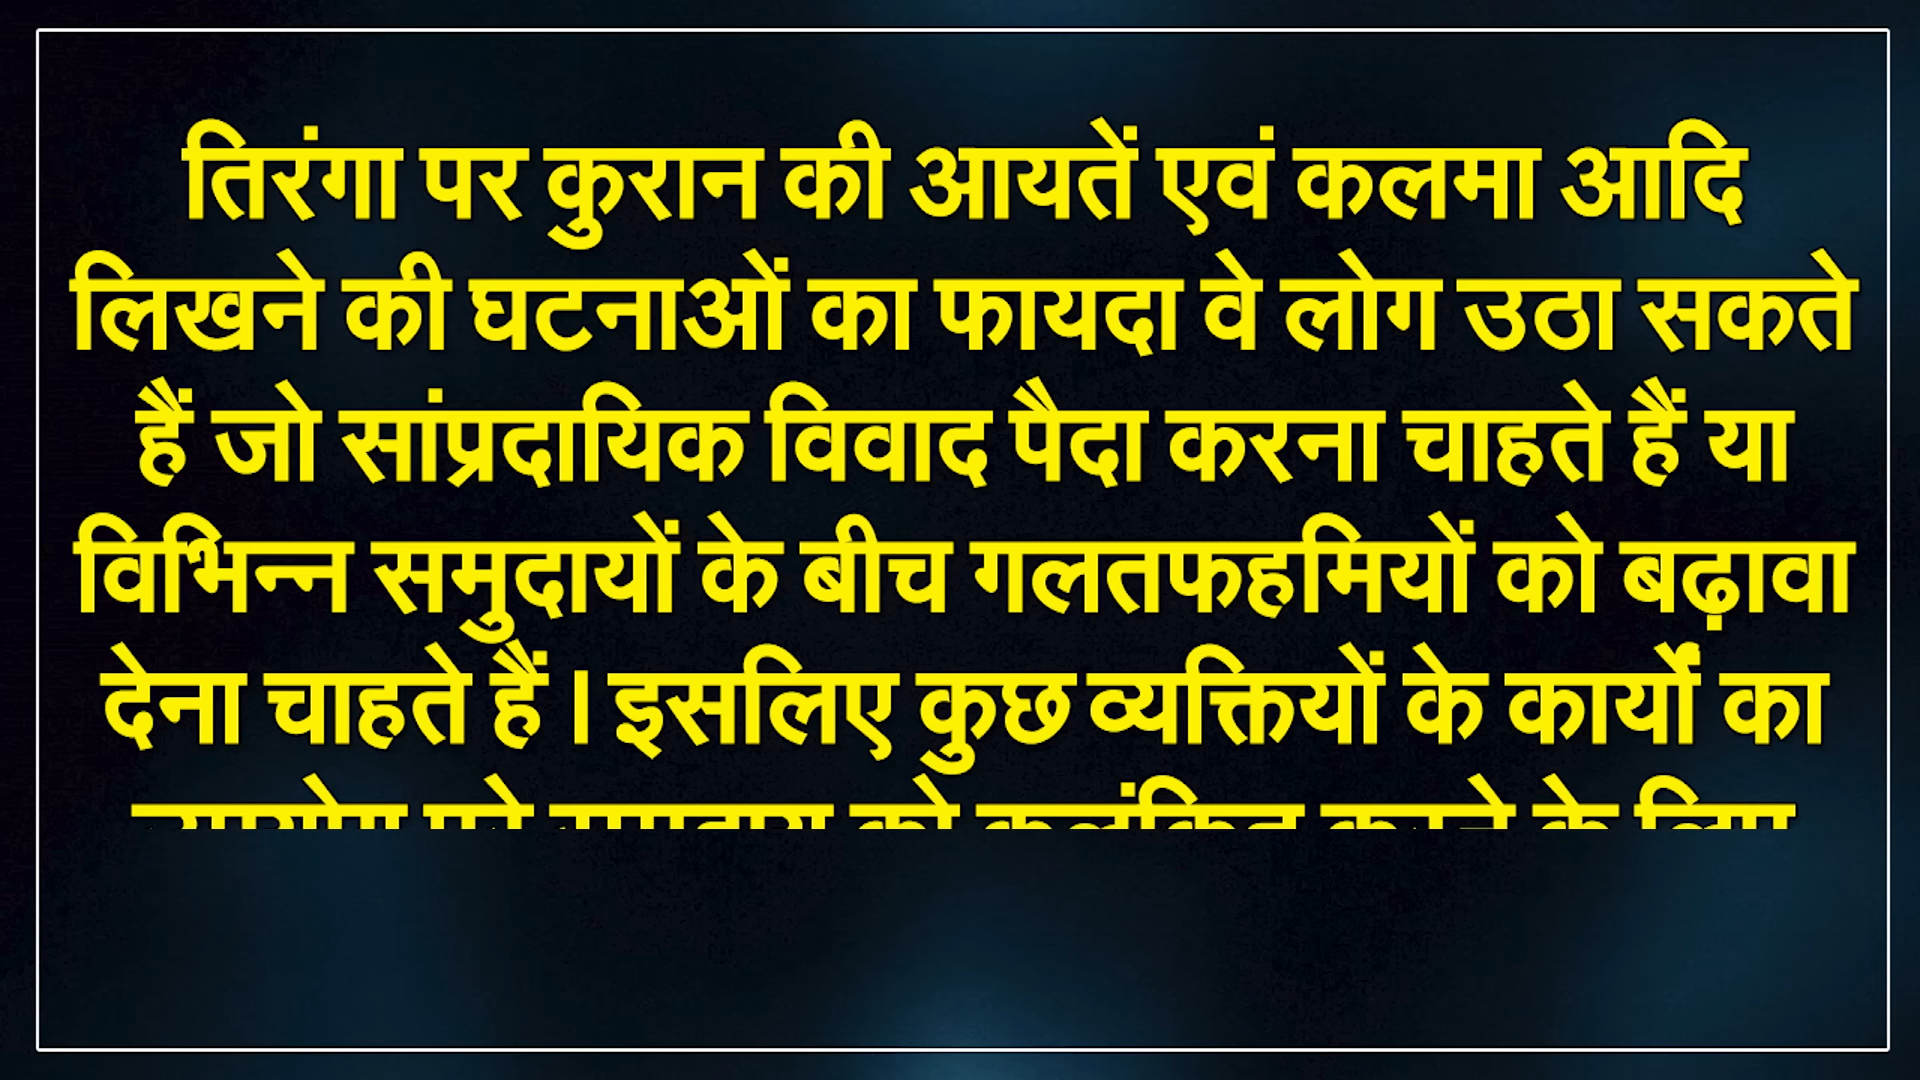 तिरंगा पर कुरान की आयतें एवं कलमा आदि
लिखने की घटनाओं का फायदा वे लोग उठा सकते
हैं जो सांप्रदायिक विवाद पैदा करना चाहते हैं या
विभिन्न समुदायों के बीच गलतफहमियों को बढ़ावा
देना चाहते हैं । इसलिए कुछ व्यक्तियों के कार्यों का